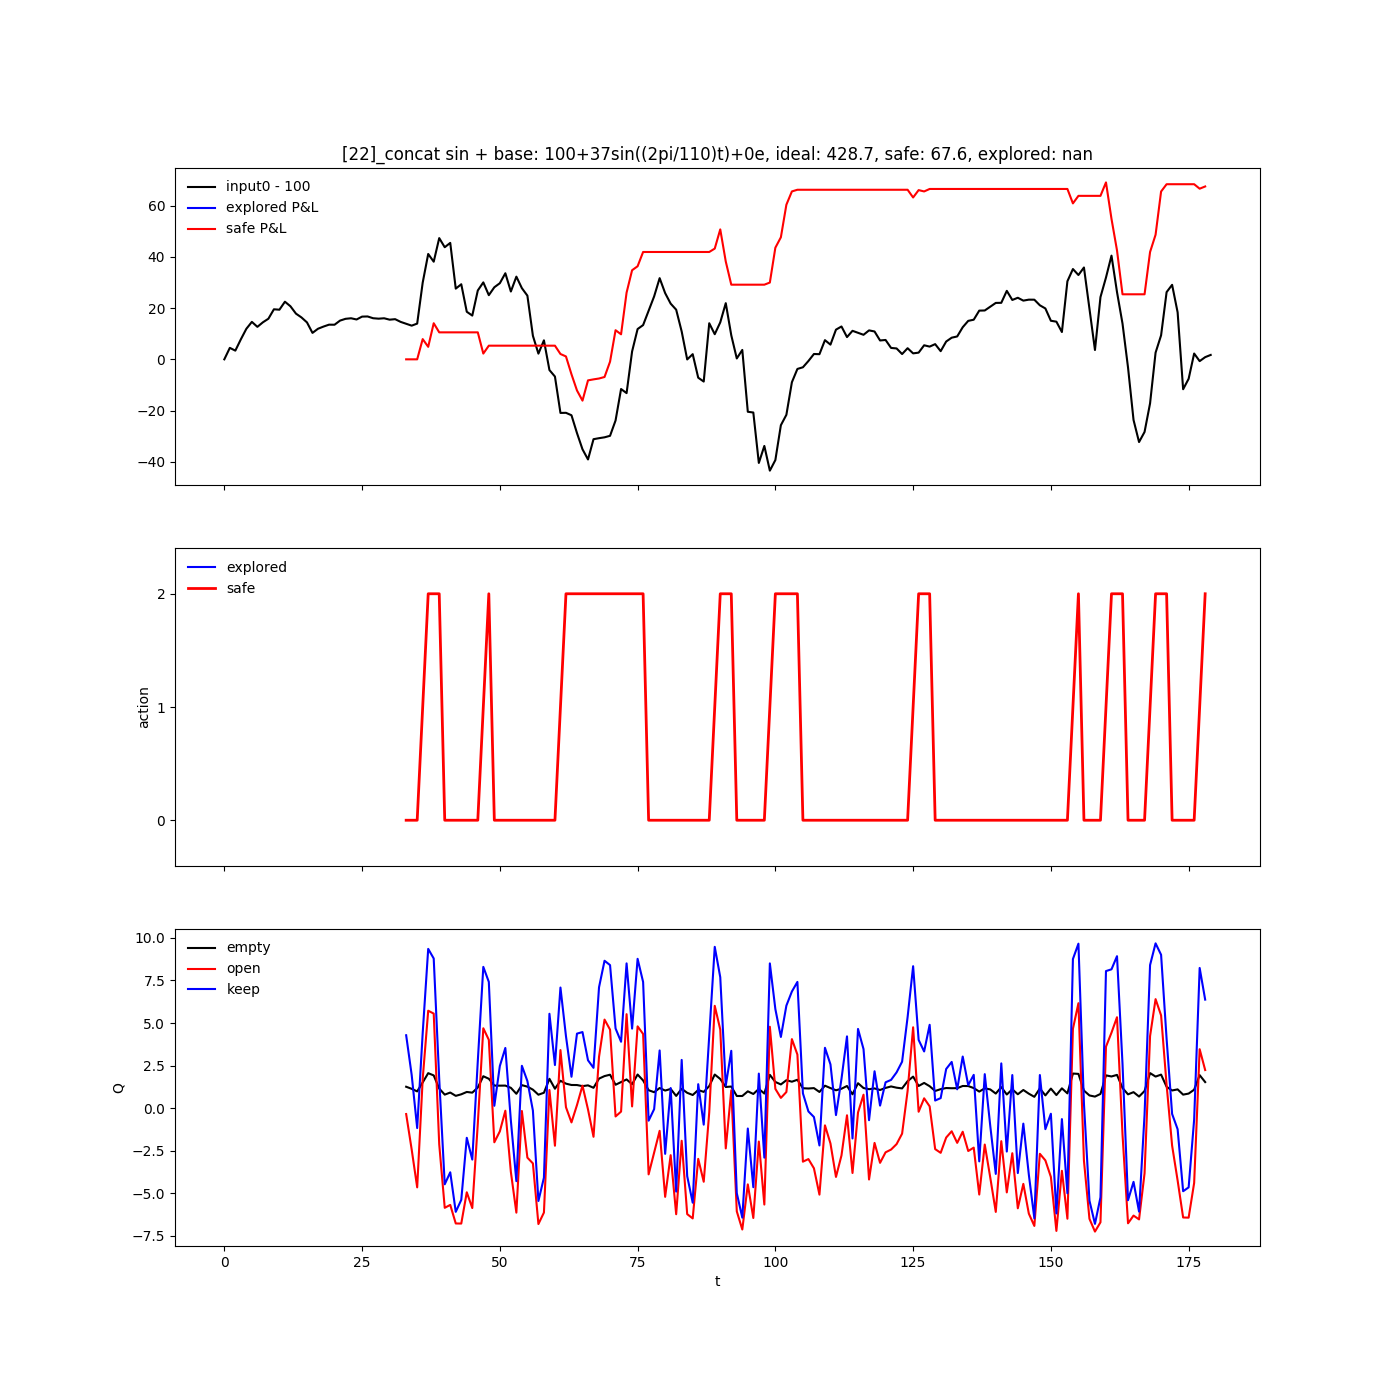 [22]_concat sin + base: 100+37sin((2pi/110)t)+0e, ideal: 428.7, safe: 67.6, explored: nan
input0 - 100
explored P&L
safe P&L
60
40
20
0
−20
−40
explored
safe
2
1
0
action
empty
open
keep
10.0
7.5
5.0
2.5
0.0
−2.5
−5.0
−7.5
Q
0 25 50 75 100 125 150 175
t